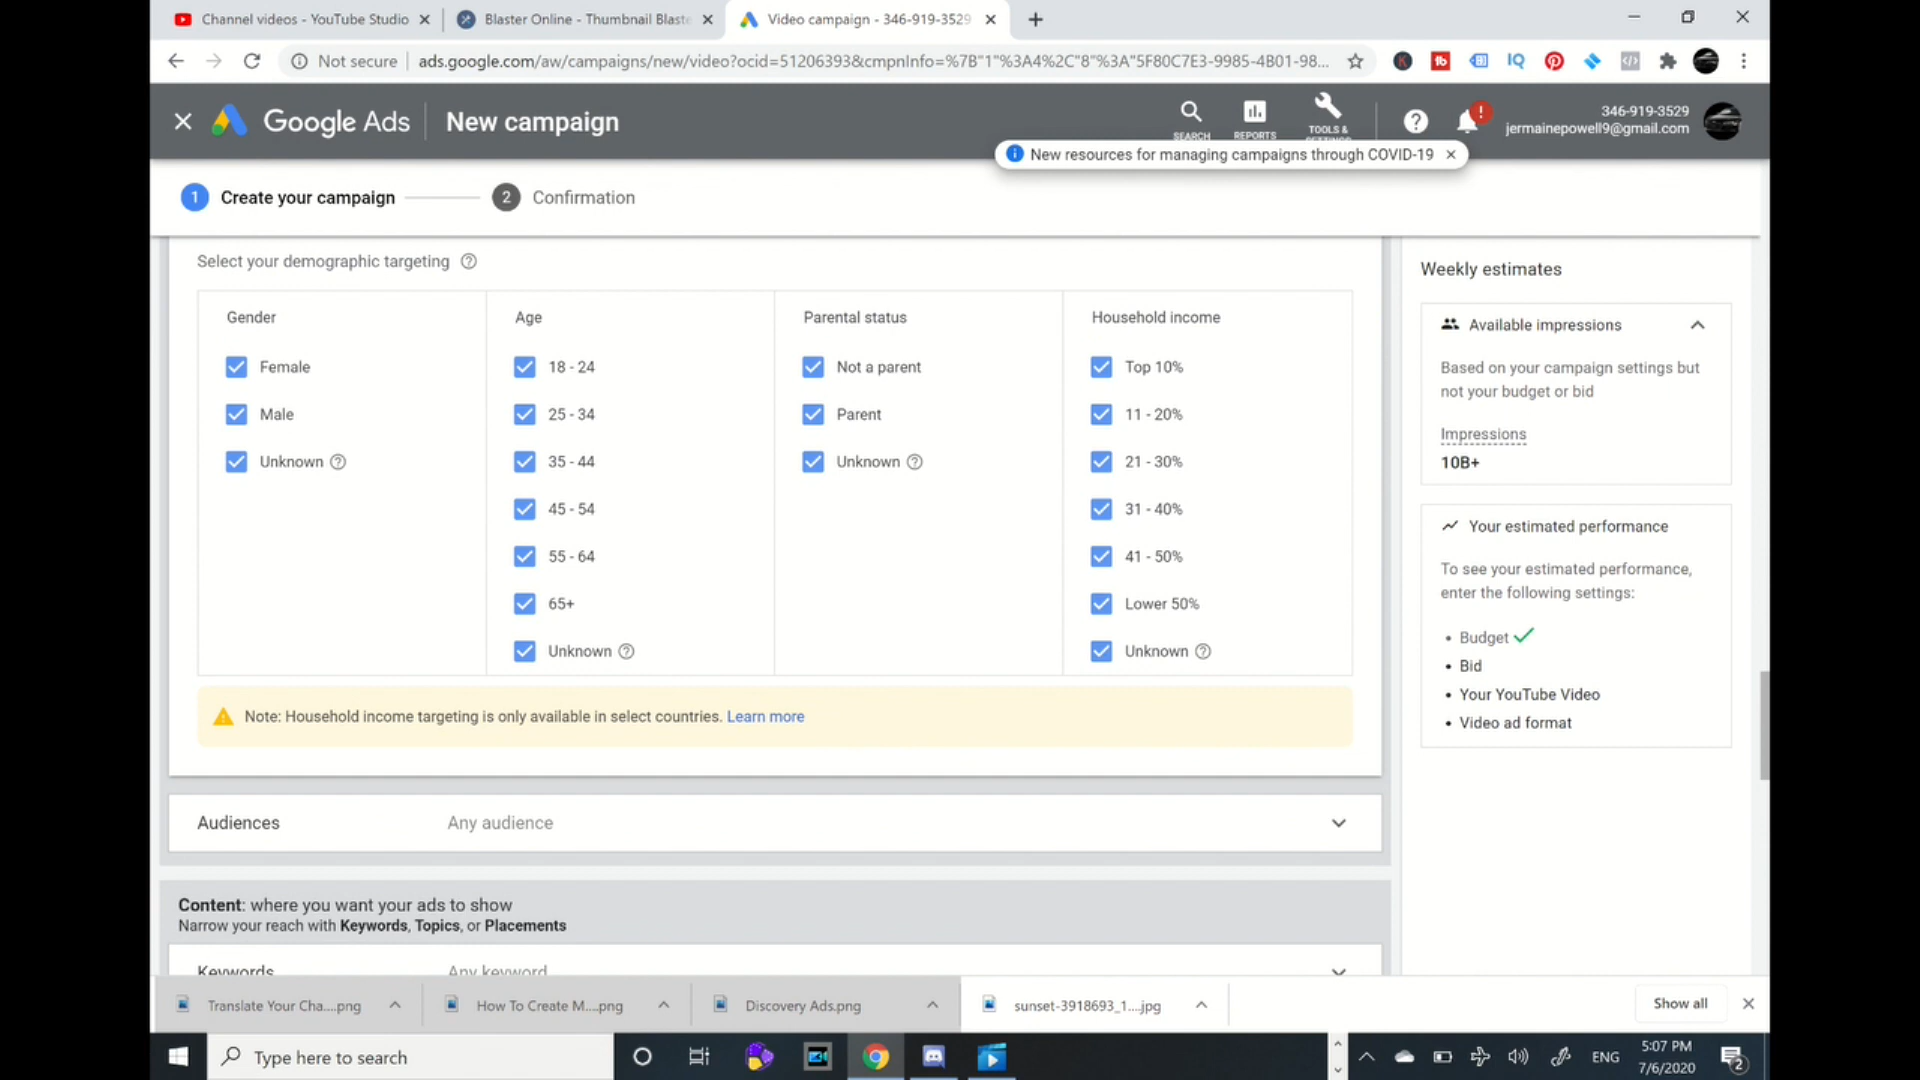 Channel videos - YouTube Studio
Blaster Online - Thumbnail Blaste
Video campaign - 346-919-3529
Not secure
ads.google.com/aw/campaigns/new/video?ocid=51206393&cmpnInfo=%7B"1"%3A4%2C"8"%3A"5F80C7E3-9985-4B01-98...
Google Ads
New campaign
SEARCH
REPORTS
TOOLS &
SETTINGS
346-919-3529
jermainepowell9@gmail.com
New resources for managing campaigns through COVID-19
1 Create your campaign
2 Confirmation
Select your demographic targeting
Gender
Female
Male
Unknown
Age
18 - 24
25 - 34
35 - 44
45 - 54
55 - 64
65+
Unknown
Parental status
Not a parent
Parent
Unknown
Household income
Top 10%
11 - 20%
21 - 30%
31 - 40%
41 - 50%
Lower 50%
Unknown
Note: Household income targeting is only available in select countries. Learn more
Audiences
Any audience
Content: where you want your ads to show
Narrow your reach with Keywords, Topics, or Placements
Keywords
Any keyword
Weekly estimates
Available impressions
Based on your campaign settings but
not your budget or bid
Impressions
10B+
Your estimated performance
To see your estimated performance,
enter the following settings:
• Budget
• Bid
• Your YouTube Video
• Video ad format
Translate Your Cha....png
How To Create M....png
Discovery Ads.png
sunset-3918693_1....jpg
Show all
Type here to search
ENG
5:07 PM
7/6/2020
2